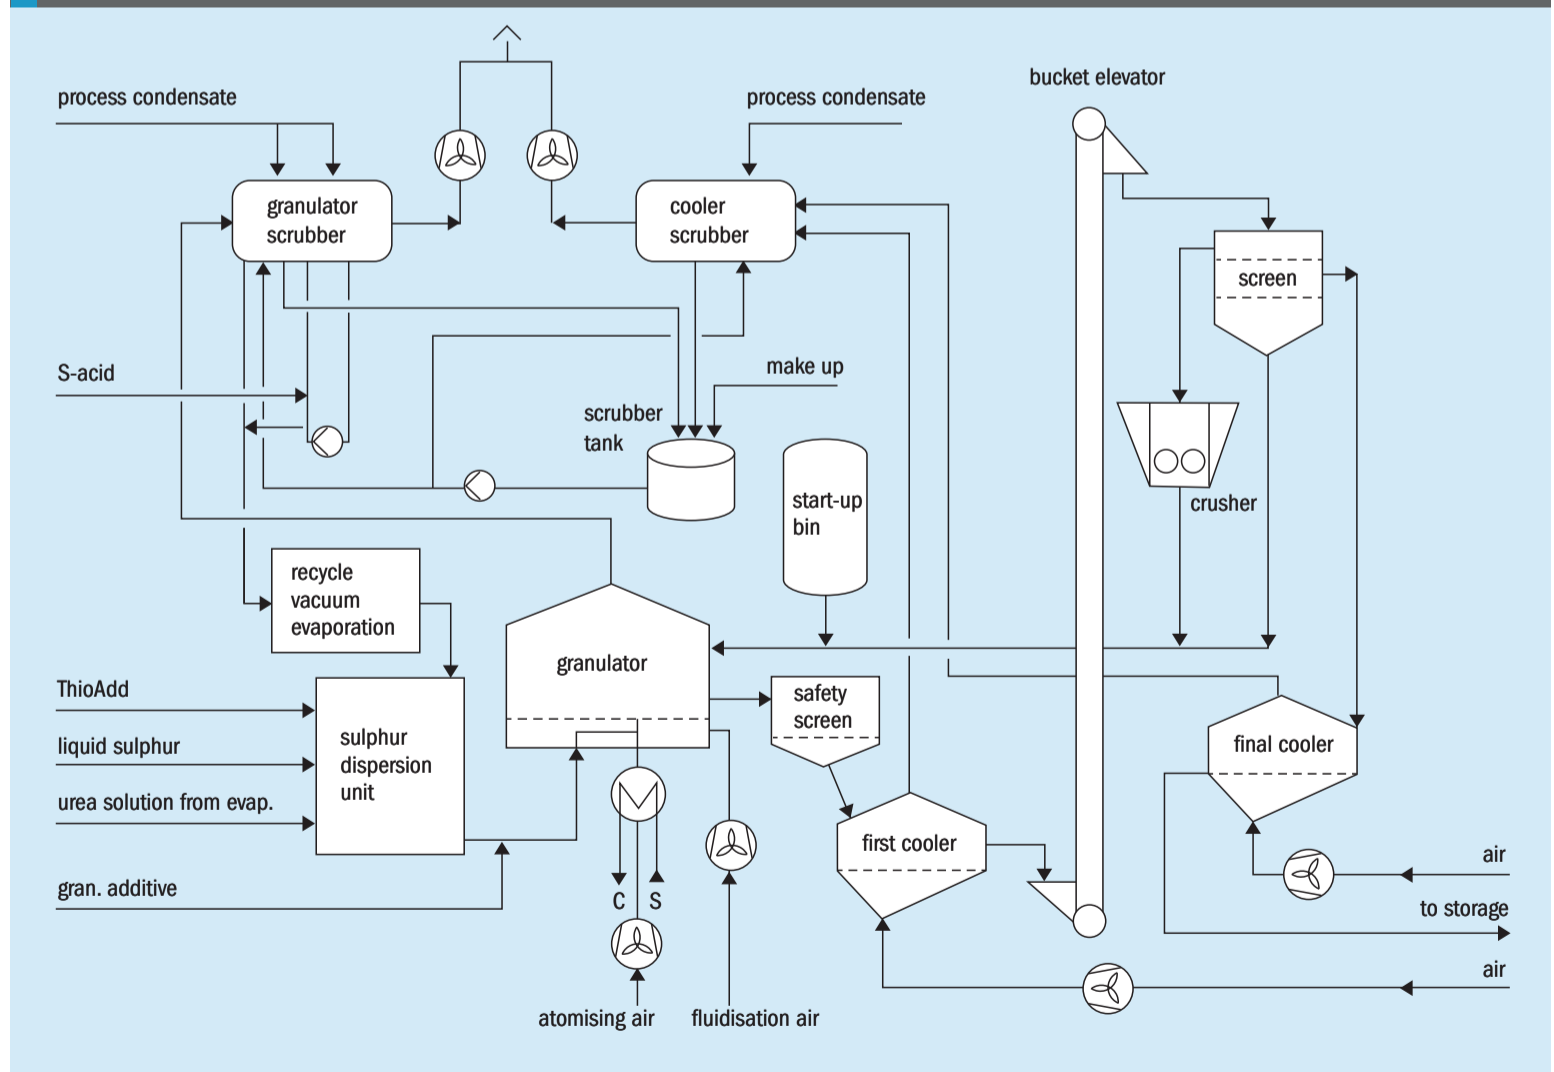 bucket elevator
process condensate
process condensate
granulator
scrubber
cooler
scrubber
screen
S-acid
make up
scrubber
tank
start-up
bin
crusher
recycle
vacuum
evaporation
granulator
ThioAdd
safety
screen
liquid sulphur
sulphur
dispersion
unit
final cooler
urea solution from evap.
first cooler
air
gran. additive
C S
to storage
air
atomising air
fluidisation air